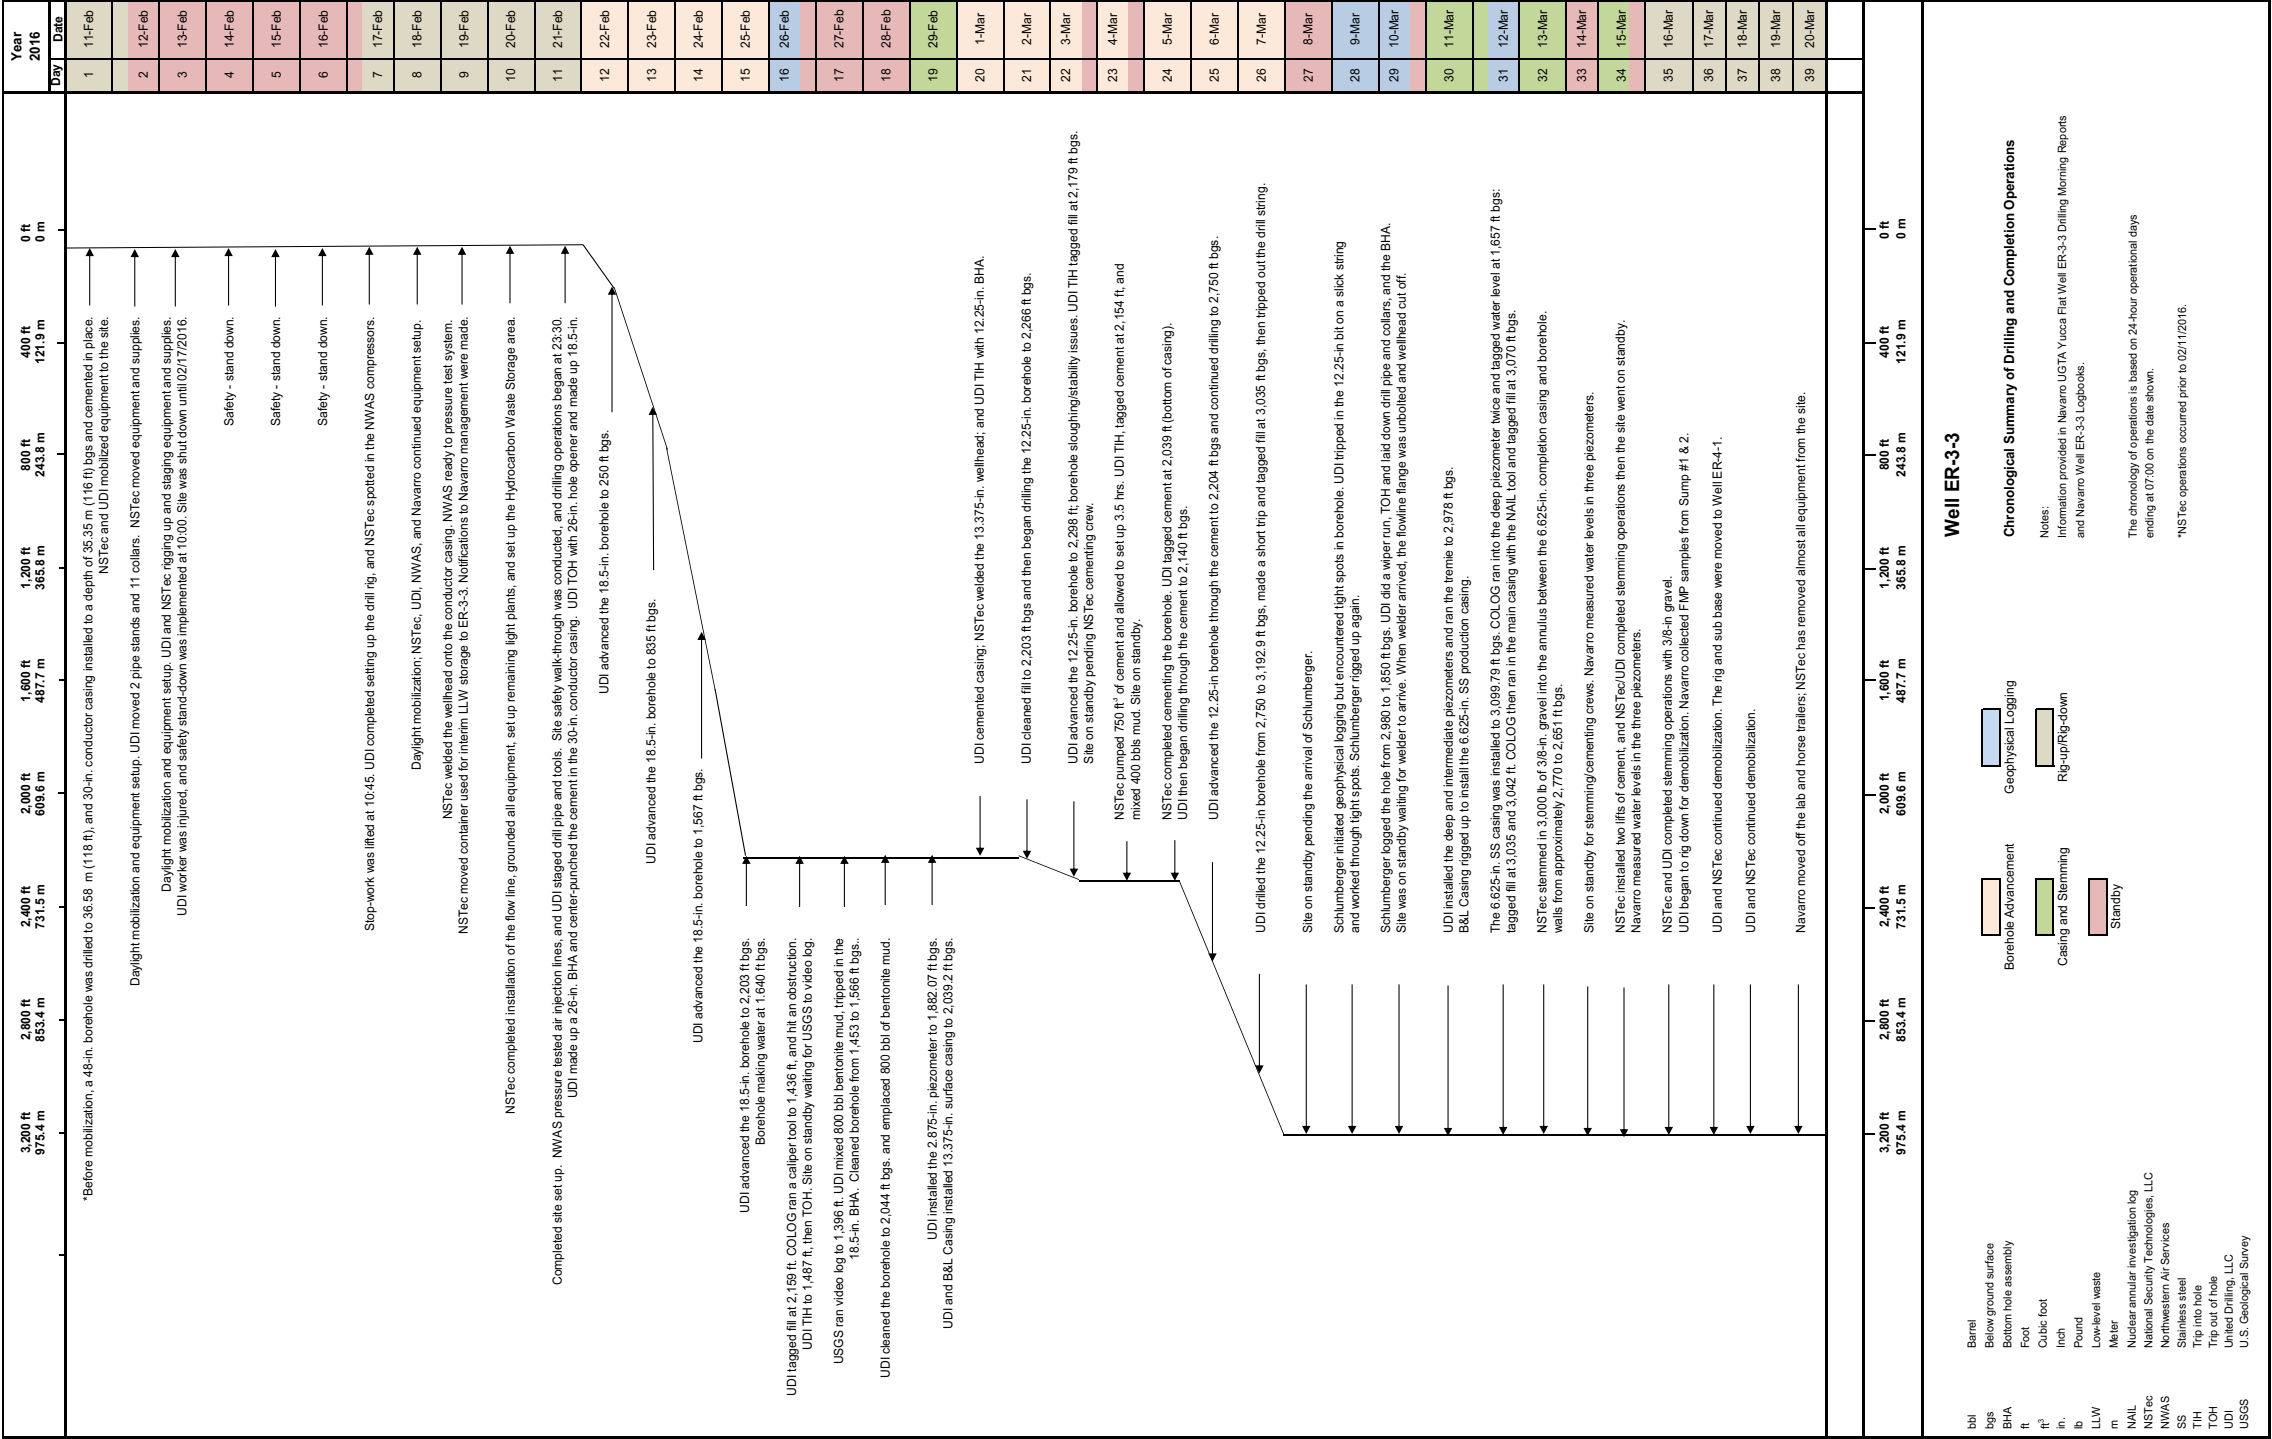 Year
2016
Day Date
0 ft 400 ft 800 ft 1,200 ft 1,600 ft 2,000 ft 2,400 ft 2,800 ft 3,200 ft
0 m 121.9 m 243.8 m 365.8 m 487.7 m 609.6 m 731.5 m 853.4 m 975.4 m
1 11-Feb
*Before mobilization, a 48-in. borehole was drilled to 36.58 m (118 ft), and 30-in. conductor casing installed to a depth of 35.35 m (116 ft) bgs and cemented in place.
NSTec and UDI mobilized equipment to the site.
2 12-Feb
Daylight mobilization and equipment setup. UDI moved 2 pipe stands and 11 collars. NSTec moved equipment and supplies.
3 13-Feb
Daylight mobilization and equipment setup. UDI and NSTec rigging up and staging equipment and supplies.
UDI worker was injured, and safety stand-down was implemented at 10:00. Site was shut down until 02/17/2016.
4 14-Feb
Safety - stand down.
5 15-Feb
Safety - stand down.
6 16-Feb
Safety - stand down.
7 17-Feb
Stop-work was lifted at 10:45. UDI completed setting up the drill rig, and NSTec spotted in the NWAS compressors.
8 18-Feb
Daylight mobilization; NSTec, UDI, NWAS, and Navarro continued equipment setup.
9 19-Feb
NSTec welded the wellhead onto the conductor casing. NWAS ready to pressure test system.
NSTec moved container used for interim LLW storage to ER-3-3. Notifications to Navarro management were made.
10 20-Feb
NSTec completed installation of the flow line, grounded all equipment, set up remaining light plants, and set up the Hydrocarbon Waste Storage area.
11 21-Feb
Completed site set up. NWAS pressure tested air injection lines, and UDI staged drill pipe and tools. Site safety walk-through was conducted, and drilling operations began at 23:30.
UDI made up a 26-in. BHA and center-punched the cement in the 30-in. conductor casing. UDI TOH with 26-in. hole opener and made up 18.5-in.
12 22-Feb
UDI advanced the 18.5-in. borehole to 250 ft bgs.
13 23-Feb
UDI advanced the 18.5-in. borehole to 835 ft bgs.
14 24-Feb
UDI advanced the 18.5-in. borehole to 1,567 ft bgs.
15 25-Feb
UDI advanced the 18.5-in. borehole to 2,203 ft bgs.
Borehole making water at 1.640 ft bgs.
16 26-Feb
UDI tagged fill at 2,159 ft. COLOG ran a caliper tool to 1,436 ft, and hit an obstruction.
UDI TIH to 1,487 ft, then TOH. Site on standby waiting for USGS to video log.
17 27-Feb
USGS ran video log to 1,396 ft. UDI mixed 800 bbl bentonite mud, tripped in the
18.5-in. BHA. Cleaned borehole from 1,453 to 1,566 ft bgs..
18 28-Feb
UDI cleaned the borehole to 2,044 ft bgs. and emplaced 800 bbl of bentonite mud.
19 29-Feb
UDI installed the 2.875-in. piezometer to 1,882.07 ft bgs.
UDI and B&L Casing installed 13.375-in. surface casing to 2,039.2 ft bgs.
20 1-Mar
UDI cemented casing; NSTec welded the 13.375-in. wellhead; and UDI TIH with 12.25-in. BHA.
21 2-Mar
UDI cleaned fill to 2,203 ft bgs and then began drilling the 12.25-in. borehole to 2,266 ft bgs.
22 3-Mar
UDI advanced the 12.25-in. borehole to 2,298 ft; borehole sloughing/stability issues. UDI TIH tagged fill at 2,179 ft bgs.
Site on standby pending NSTec cementing crew.
23 4-Mar
NSTec pumped 750 ft³ of cement and allowed to set up 3.5 hrs. UDI TIH, tagged cement at 2,154 ft, and
mixed 400 bbls mud. Site on standby.
24 5-Mar
NSTec completed cementing the borehole. UDI tagged cement at 2,039 ft (bottom of casing).
UDI then began drilling through the cement to 2,140 ft bgs.
25 6-Mar
UDI advanced the 12.25-in borehole through the cement to 2,204 ft bgs and continued drilling to 2,750 ft bgs.
26 7-Mar
UDI drilled the 12.25-in borehole from 2,750 to 3,192.9 ft bgs, made a short trip and tagged fill at 3,035 ft bgs, then tripped out the drill string.
27 8-Mar
Site on standby pending the arrival of Schlumberger.
28 9-Mar
Schlumberger initiated geophysical logging but encountered tight spots in borehole. UDI tripped in the 12.25-in bit on a slick string
and worked through tight spots. Schlumberger rigged up again.
29 10-Mar
Schlumberger logged the hole from 2,980 to 1,850 ft bgs. UDI did a wiper run, TOH and laid down drill pipe and collars, and the BHA.
Site was on standby waiting for welder to arrive. When welder arrived, the flowline flange was unbolted and wellhead cut off.
30 11-Mar
UDI installed the deep and intermediate piezometers and ran the tremie to 2,978 ft bgs.
B&L Casing rigged up to install the 6.625-in. SS production casing.
31 12-Mar
The 6.625-in. SS casing was installed to 3,099.79 ft bgs. COLOG ran into the deep piezometer twice and tagged water level at 1,657 ft bgs:
tagged fill at 3,035 and 3,042 ft. COLOG then ran in the main casing with the NAIL tool and tagged fill at 3,070 ft bgs.
32 13-Mar
NSTec stemmed in 3,000 lb of 3/8-in. gravel into the annulus between the 6.625-in. completion casing and borehole.
walls from approximately 2,770 to 2,651 ft bgs.
33 14-Mar
Site on standby for stemming/cementing crews. Navarro measured water levels in three piezometers.
34 15-Mar
NSTec installed two lifts of cement, and NSTec/UDI completed stemming operations then the site went on standby.
Navarro measured water levels in the three piezometers.
35 16-Mar
NSTec and UDI completed stemming operations with 3/8-in gravel.
UDI began to rig down for demobilization. Navarro collected FMP samples from Sump #1 & 2.
36 17-Mar
UDI and NSTec continued demobilization. The rig and sub base were moved to Well ER-4-1.
37 18-Mar
UDI and NSTec continued demobilization.
38 19-Mar
39 20-Mar
Navarro moved off the lab and horse trailers; NSTec has removed almost all equipment from the site.
0 ft 400 ft 800 ft 1,200 ft 1,600 ft 2,000 ft 2,400 ft 2,800 ft 3,200 ft
0 m 121.9 m 243.8 m 365.8 m 487.7 m 609.6 m 731.5 m 853.4 m 975.4 m
Well ER-3-3
Chronological Summary of Drilling and Completion Operations
Notes:
Information provided in Navarro UGTA Yucca Flat Well ER-3-3 Drilling Morning Reports
and Navarro Well ER-3-3 Logbooks.
The chronology of operations is based on 24-hour operational days
ending at 07:00 on the date shown.
*NSTec operations occurred prior to 02/11/2016.
Borehole Advancement
Geophysical Logging
Casing and Stemming
Rig-up/Rig-down
Standby
bbl Barrel
bgs Below ground surface
BHA Bottom hole assembly
ft Foot
ft³ Cubic foot
in. Inch
lb Pound
LLW Low-level waste
m Meter
NAIL Nuclear annular investigation log
NSTec National Security Technologies, LLC
NWAS Northwestern Air Services
SS Stainless steel
TIH Trip into hole
TOH Trip out of hole
UDI United Drilling, LLC
USGS U.S. Geological Survey